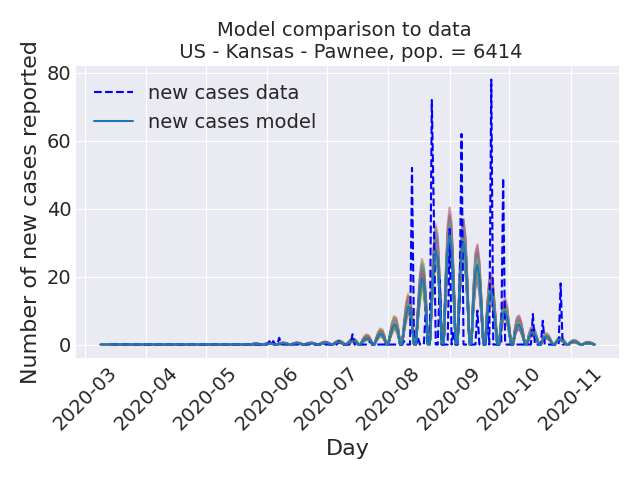 Model comparison to data
US - Kansas - Pawnee, pop. = 6414
Number of new cases reported
80
60
40
20
0
new cases data
new cases model
2020-03
2020-04
2020-05
2020-06
2020-07
2020-08
2020-09
2020-10
2020-11
Day